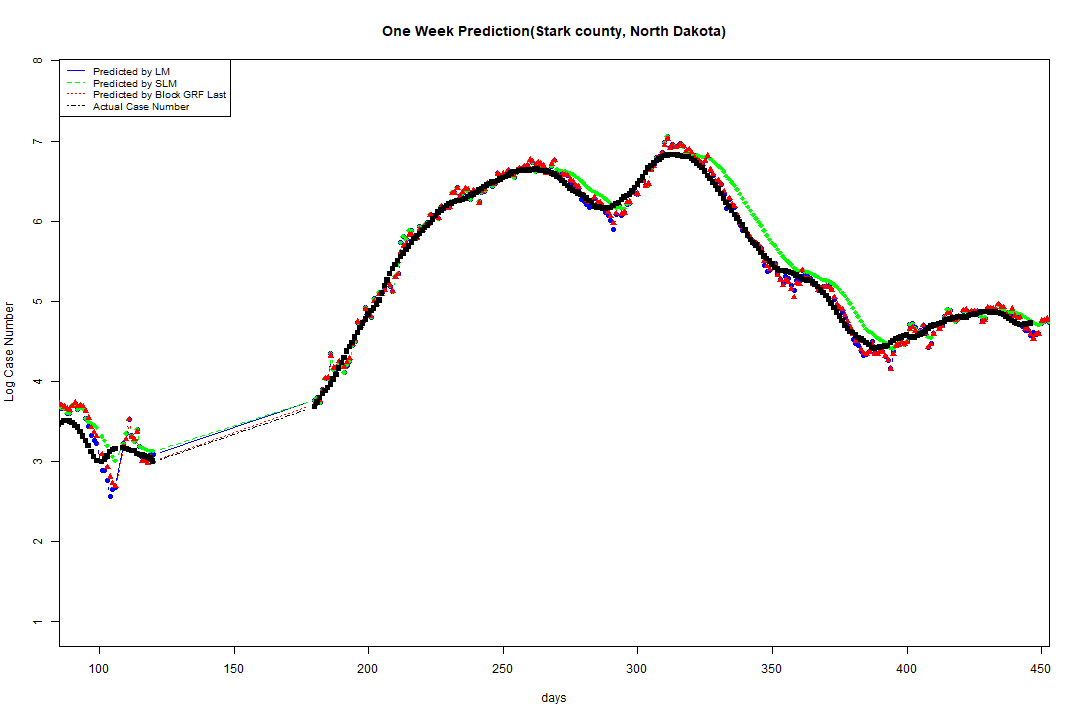 One Week Prediction(Stark county, North Dakota)
Predicted by LM
Predicted by SLM
Predicted by Block GRF Last
Actual Case Number
Log Case Number
8
7
6
5
4
3
2
1
100 150 200 250 300 350 400 450
days